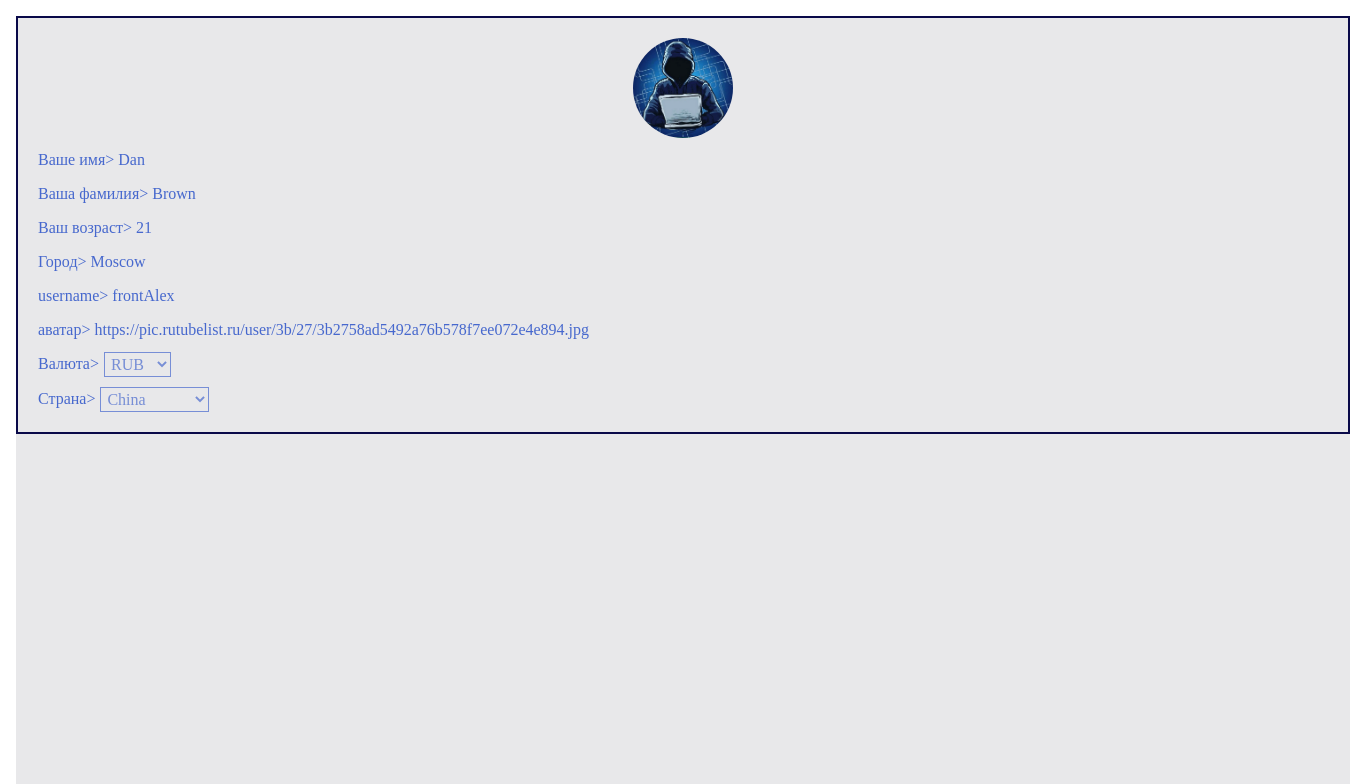 Ваше имя> Dan
Ваша фамилия> Brown
Ваш возраст> 21
Город> Moscow
username> frontAlex
аватар> https://pic.rutubelist.ru/user/3b/27/3b2758ad5492a76b578f7ee072e4e894.jpg
Валюта> RUB
Страна> China